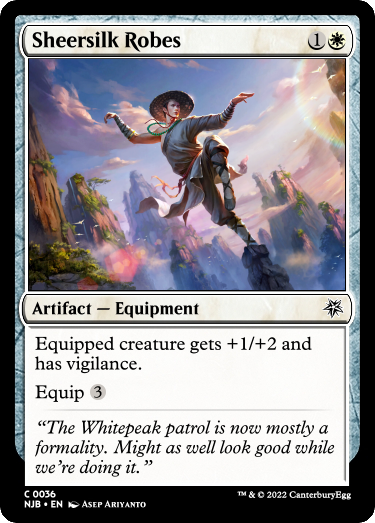 Sheersilk Robes 1
Artifact — Equipment
Equipped creature gets +1/+2 and
has vigilance.
Equip 3
“The Whitepeak patrol is now mostly a
formality. Might as well look good while
we’re doing it.”
C 0036
NJB • EN Asep Ariyanto
™ & © 2022 CanterburyEgg